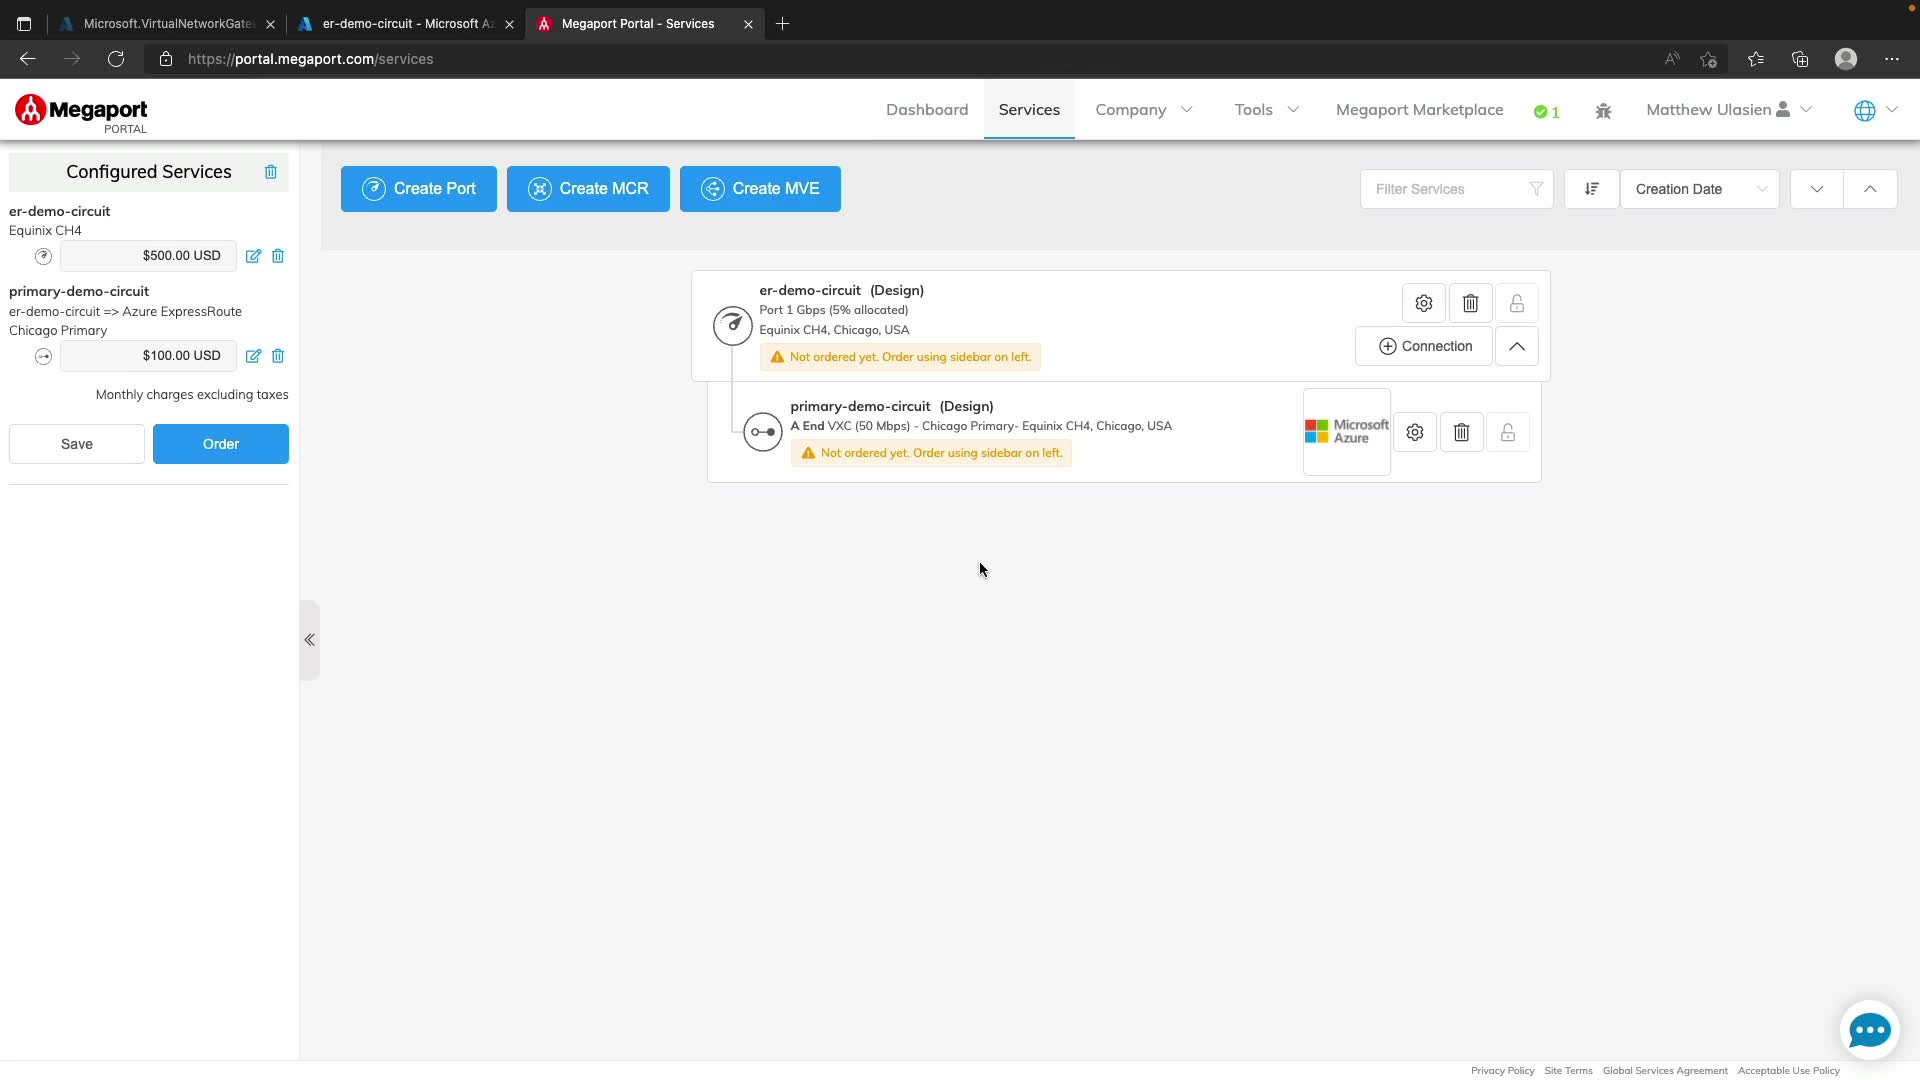 Microsoft.VirtualNetworkGate
er-demo-circuit - Microsoft Az
Megaport Portal - Services
https://portal.megaport.com/services
Megaport
PORTAL
Dashboard
Services
Company
Tools
Megaport Marketplace
1
Matthew Ulasien
Configured Services
er-demo-circuit
Equinix CH4
$500.00 USD
primary-demo-circuit
er-demo-circuit => Azure ExpressRoute
Chicago Primary
$100.00 USD
Monthly charges excluding taxes
Save
Order
Create Port
Create MCR
Create MVE
Filter Services
Creation Date
er-demo-circuit (Design)
Port 1 Gbps (5% allocated)
Equinix CH4, Chicago, USA
Not ordered yet. Order using sidebar on left.
Connection
primary-demo-circuit (Design)
A End VXC (50 Mbps) - Chicago Primary- Equinix CH4, Chicago, USA
Not ordered yet. Order using sidebar on left.
Microsoft
Azure
Privacy Policy
Site Terms
Global Services Agreement
Acceptable Use Policy